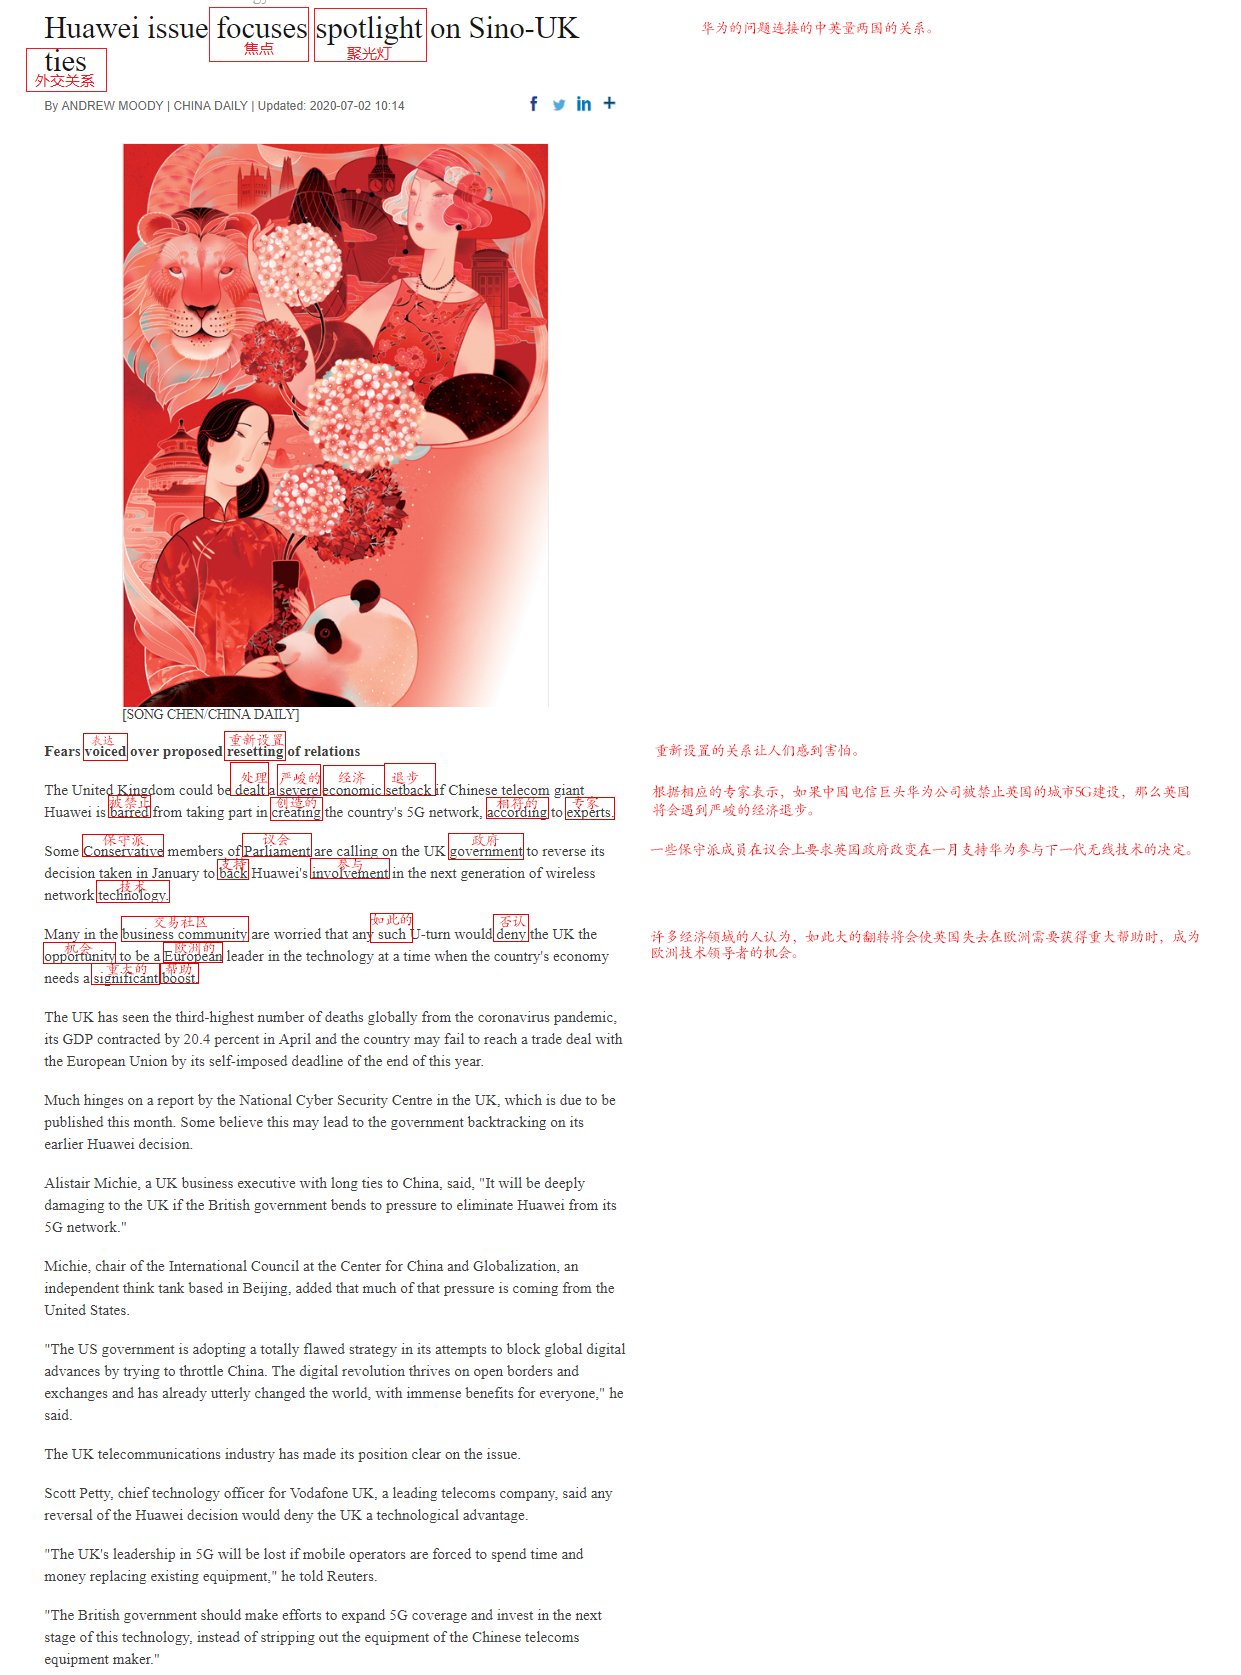 Huawei issue focuses spotlight on Sino-UK
焦点
聚光灯
华为的问题连接的中英量两国的关系。
ties
外交关系
By ANDREW MOODY | CHINA DAILY | Updated: 2020-07-02 10:14
[SONG CHEN/CHINA DAILY]
表达
重新设置
Fears voiced over proposed resetting of relations
重新设置的关系让人们感到害怕。
处理 严峻的 经济 退步
The United Kingdom could be dealt a severe economic setback if Chinese telecom giant
根据相应的专家表示，如果中国电信巨头华为公司被禁止英国的城市5G建设，那么英国
将会遇到严峻的经济退步。
被禁止 创造的 相符的 专家
Huawei is barred from taking part in creating the country's 5G network, according to experts.
保守派 议会 政府
Some Conservative members of Parliament are calling on the UK government to reverse its
一些保守派成员在议会上要求英国政府改变在一月支持华为参与下一代无线技术的决定。
支持 参与
decision taken in January to back Huawei's involvement in the next generation of wireless
技术
network technology.
交易社区 如此的 否认
Many in the business community are worried that any such U-turn would deny the UK the
许多经济领域的人认为，如此大的翻转将会使英国失去在欧洲需要获得重大帮助时，成为
欧洲技术领导者的机会。
机会 欧洲的
opportunity to be a European leader in the technology at a time when the country's economy
重大的 帮助
needs a significant boost.
The UK has seen the third-highest number of deaths globally from the coronavirus pandemic,
its GDP contracted by 20.4 percent in April and the country may fail to reach a trade deal with
the European Union by its self-imposed deadline of the end of this year.
Much hinges on a report by the National Cyber Security Centre in the UK, which is due to be
published this month. Some believe this may lead to the government backtracking on its
earlier Huawei decision.
Alistair Michie, a UK business executive with long ties to China, said, "It will be deeply
damaging to the UK if the British government bends to pressure to eliminate Huawei from its
5G network."
Michie, chair of the International Council at the Center for China and Globalization, an
independent think tank based in Beijing, added that much of that pressure is coming from the
United States.
"The US government is adopting a totally flawed strategy in its attempts to block global digital
advances by trying to throttle China. The digital revolution thrives on open borders and
exchanges and has already utterly changed the world, with immense benefits for everyone," he
said.
The UK telecommunications industry has made its position clear on the issue.
Scott Petty, chief technology officer for Vodafone UK, a leading telecoms company, said any
reversal of the Huawei decision would deny the UK a technological advantage.
"The UK's leadership in 5G will be lost if mobile operators are forced to spend time and
money replacing existing equipment," he told Reuters.
"The British government should make efforts to expand 5G coverage and invest in the next
stage of this technology, instead of stripping out the equipment of the Chinese telecoms
equipment maker."